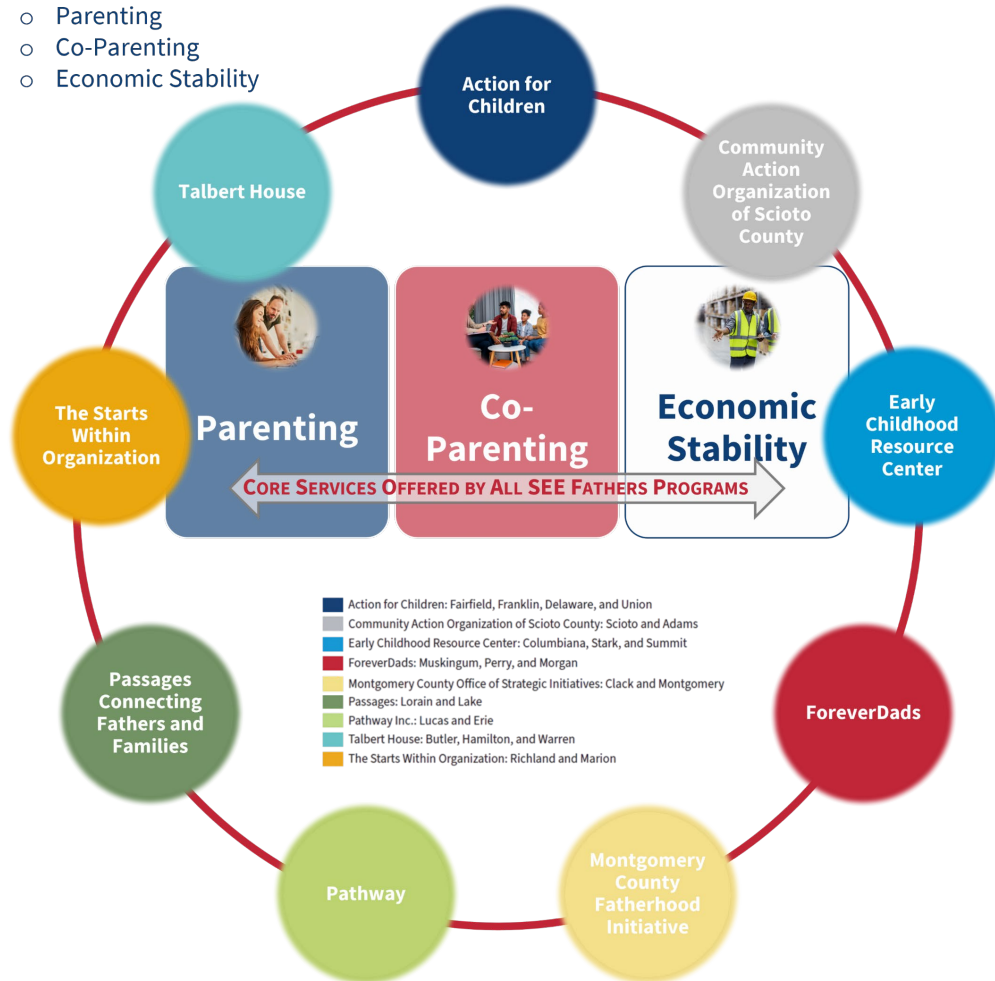 Parenting
Co-Parenting
Economic Stability
Action for
Children
Talbert House
Community
Action
Organization
of Scioto
County
The Starts
Within
Organization
Parenting
Co-
Parenting
Economic
Stability
Early
Childhood
Resource
Center
CORE SERVICES OFFERED BY ALL SEE FATHERS PROGRAMS
Action for Children: Fairfield, Franklin, Delaware, and Union
Community Action Organization of Scioto County: Scioto and Adams
Early Childhood Resource Center: Columbiana, Stark, and Summit
ForeverDads: Muskingum, Perry, and Morgan
Montgomery County Office of Strategic Initiatives: Clack and Montgomery
Passages: Lorain and Lake
Pathway Inc.: Lucas and Erie
Talbert House: Butler, Hamilton, and Warren
The Starts Within Organization: Richland and Marion
Passages
Connecting
Fathers and
Families
ForeverDads
Pathway
Montgomery
County
Fatherhood
Initiative